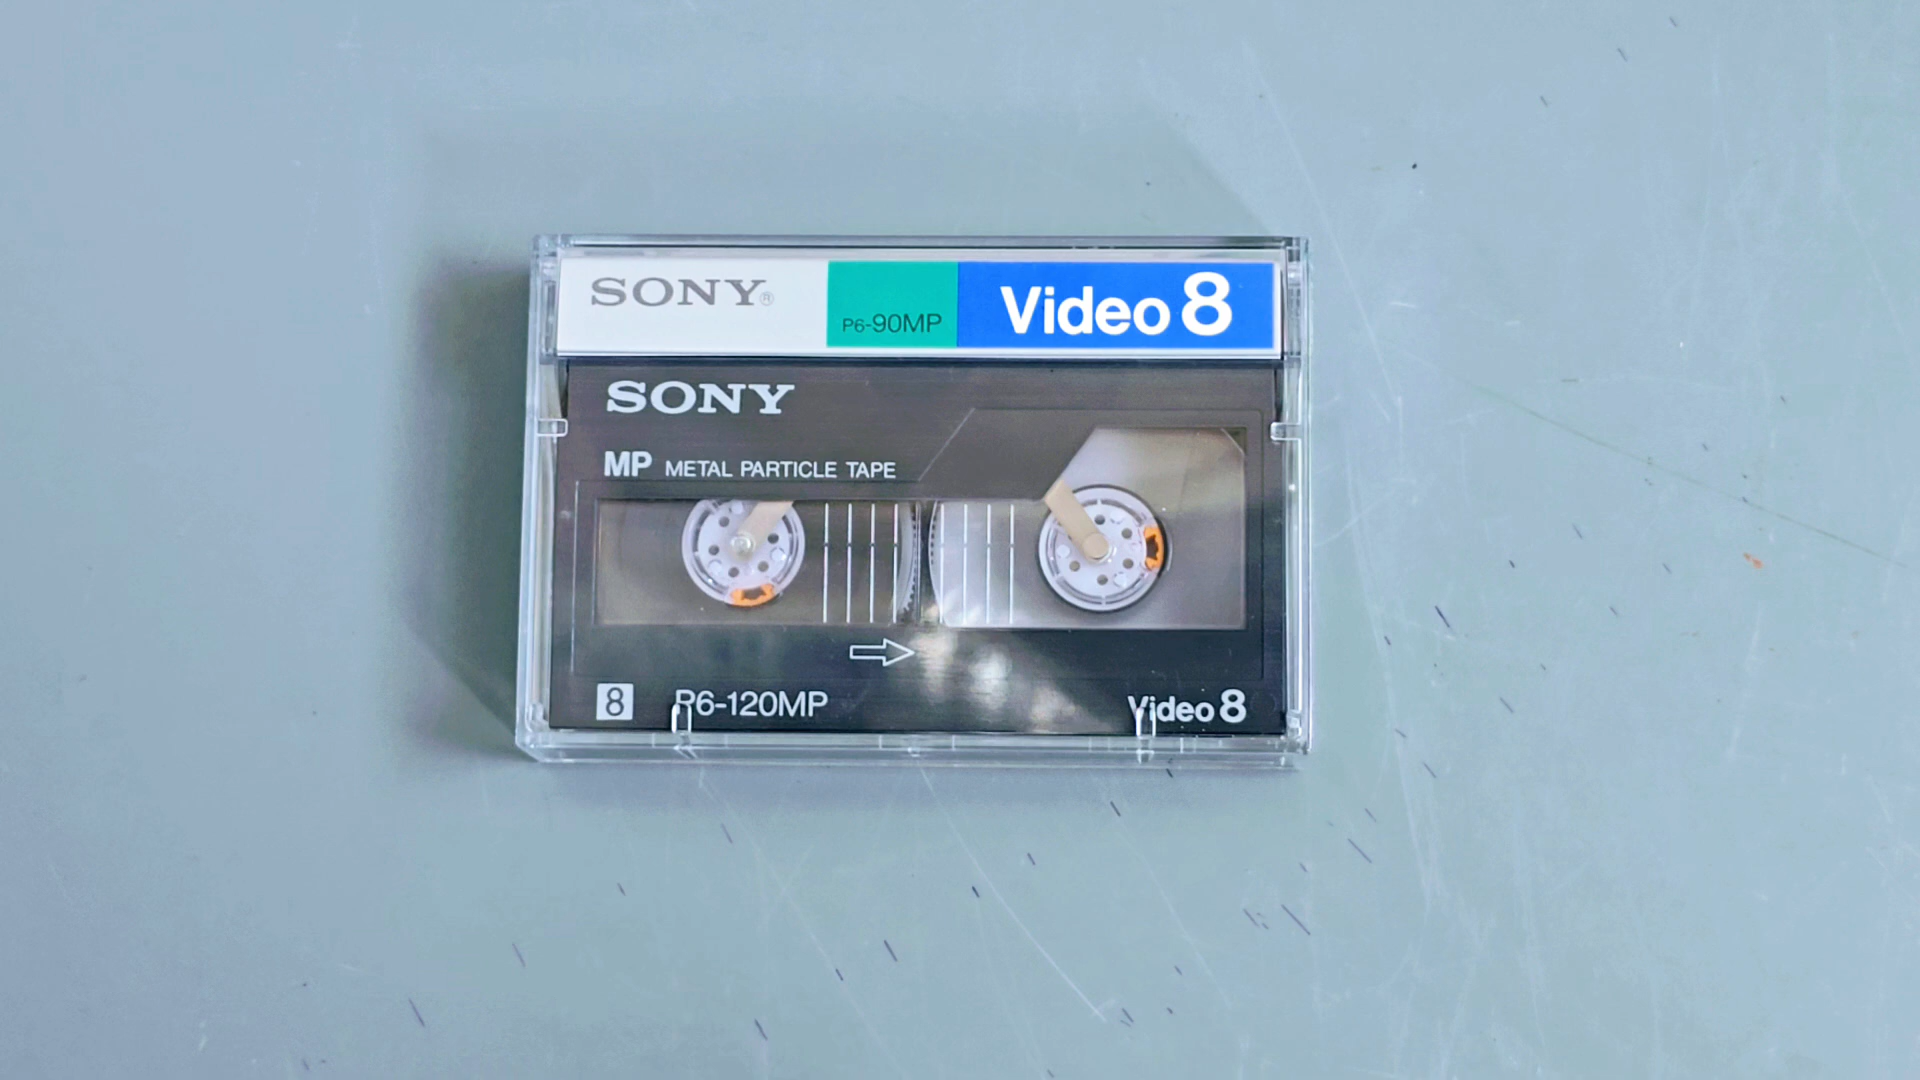 SONY®
P6-90MP
Video 8
SONY
MP METAL PARTICLE TAPE
8 P6-120MP
Video 8